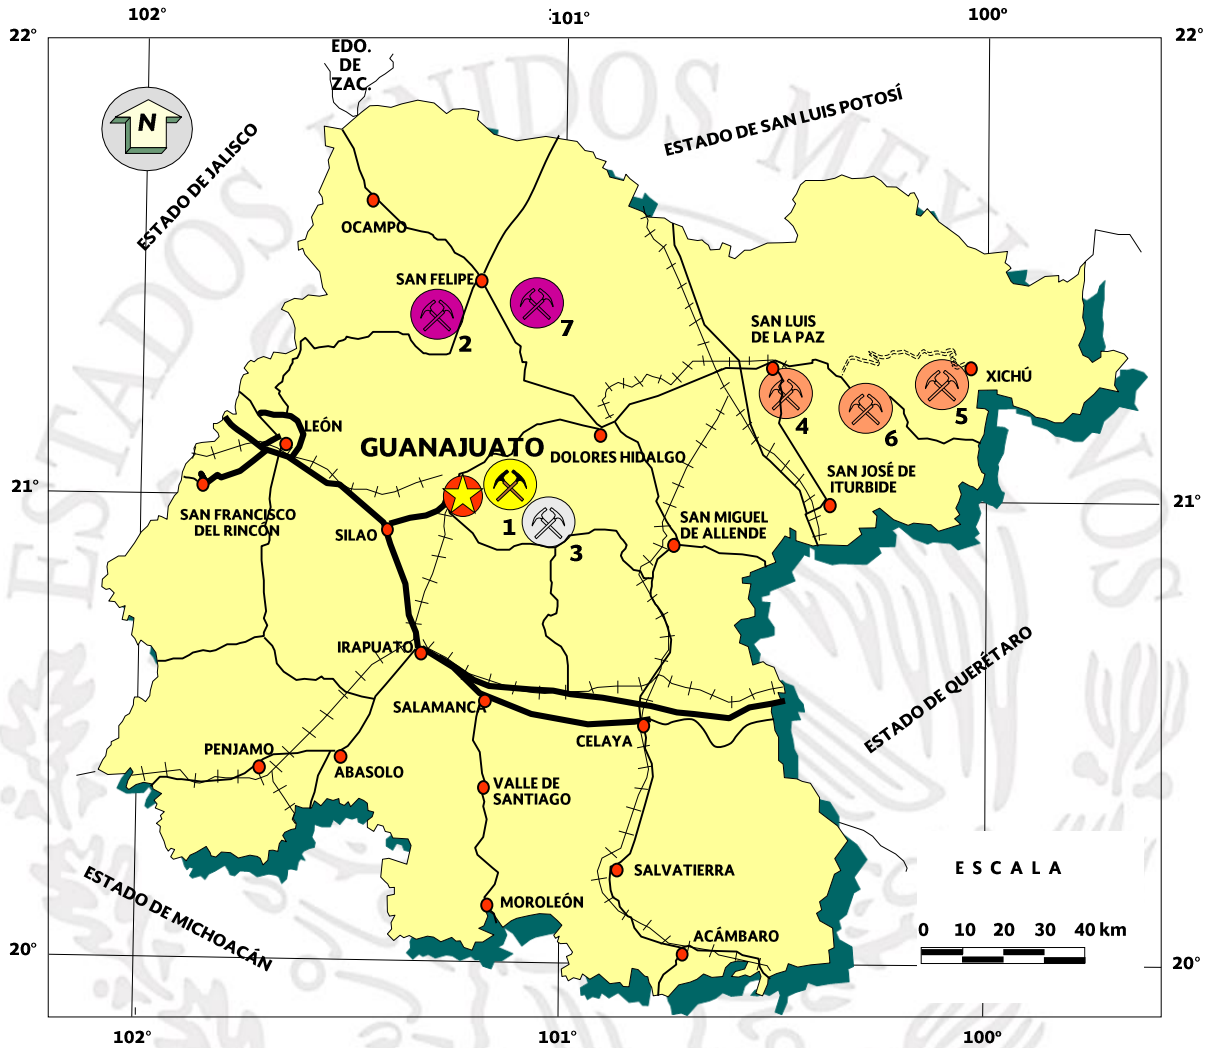 102°
:101°
100°
22°
22°
EDO.
DE
ZAC.
N
ESTADO DE JALISCO
ESTADO DE SAN LUIS POTOSÍ
ESTADOS UNIDOS MEXICANOS
OCAMPO
SAN FELIPE
2
7
SAN LUIS
DE LA PAZ
XICHÚ
4
6
5
LEÓN
GUANAJUATO
DOLORES HIDALGO
SAN JOSÉ DE
ITURBIDE
21°
21°
SAN FRANCISCO
DEL RINCÓN
SILAO
1
3
SAN MIGUEL
DE ALLENDE
IRAPUATO
ESTADO DE QUERÉTARO
SALAMANCA
CELAYA
PENJAMO
ABASOLO
VALLE DE
SANTIAGO
SALVATIERRA
ESCALA
ESTADO DE MICHOACÁN
MOROLEÓN
ACÁMBARO
0 10 20 30 40 km
20°
20°
102°
101°
100°